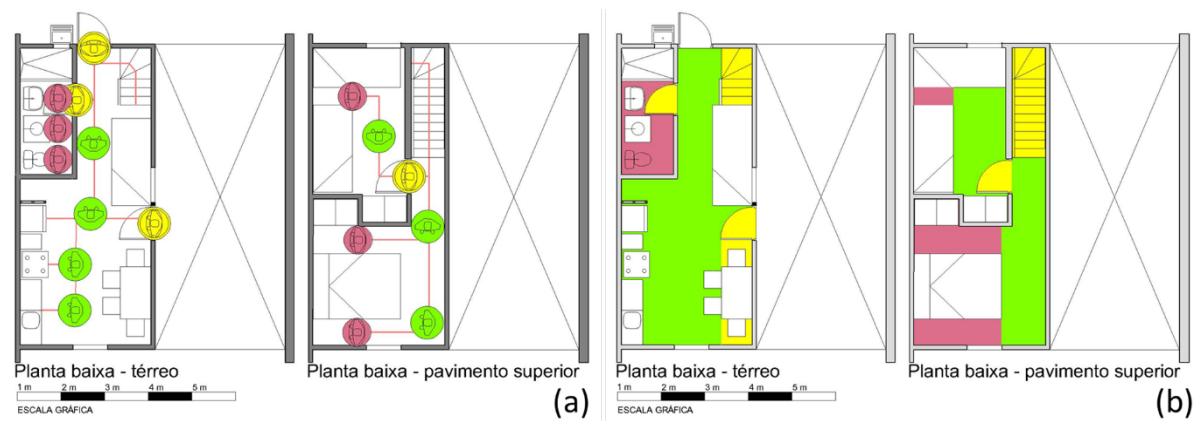 Planta baixa - térreo
Planta baixa - pavimento superior
1 m 2 m 3 m 4 m 5 m
ESCALA GRÁFICA
(a)
Planta baixa - térreo
Planta baixa - pavimento superior
1 m 2 m 3 m 4 m 5 m
ESCALA GRÁFICA
(b)